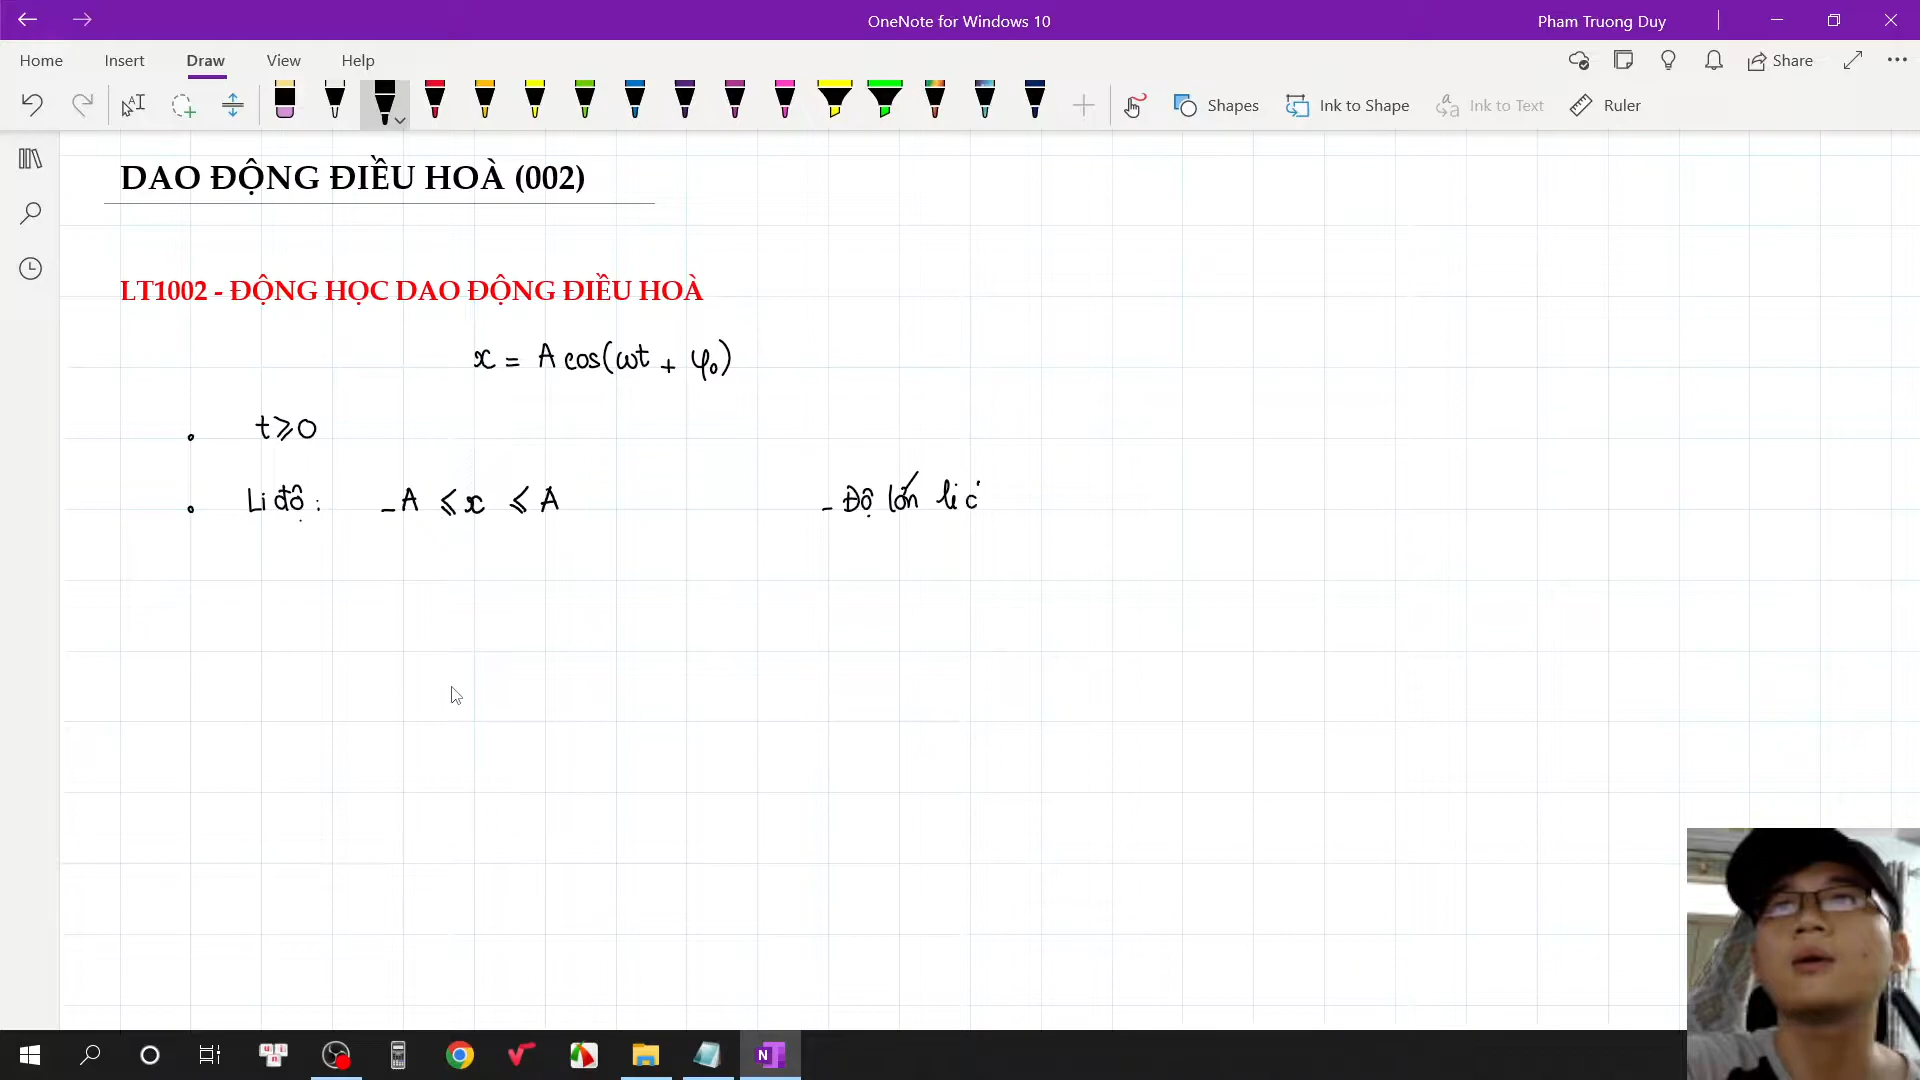 OneNote for Windows 10
Pham Truong Duy
Home Insert Draw View Help
Share
Shapes Ink to Shape Ink to Text Ruler
DAO ĐỘNG ĐIỀU HOÀ (002)
LT1002 - ĐỘNG HỌC DAO ĐỘNG ĐIỀU HOÀ
x = A cos(ωt + φ₀)
t ⩾ 0
Li độ : -A ⩽ x ⩽ A
- Độ lớn li